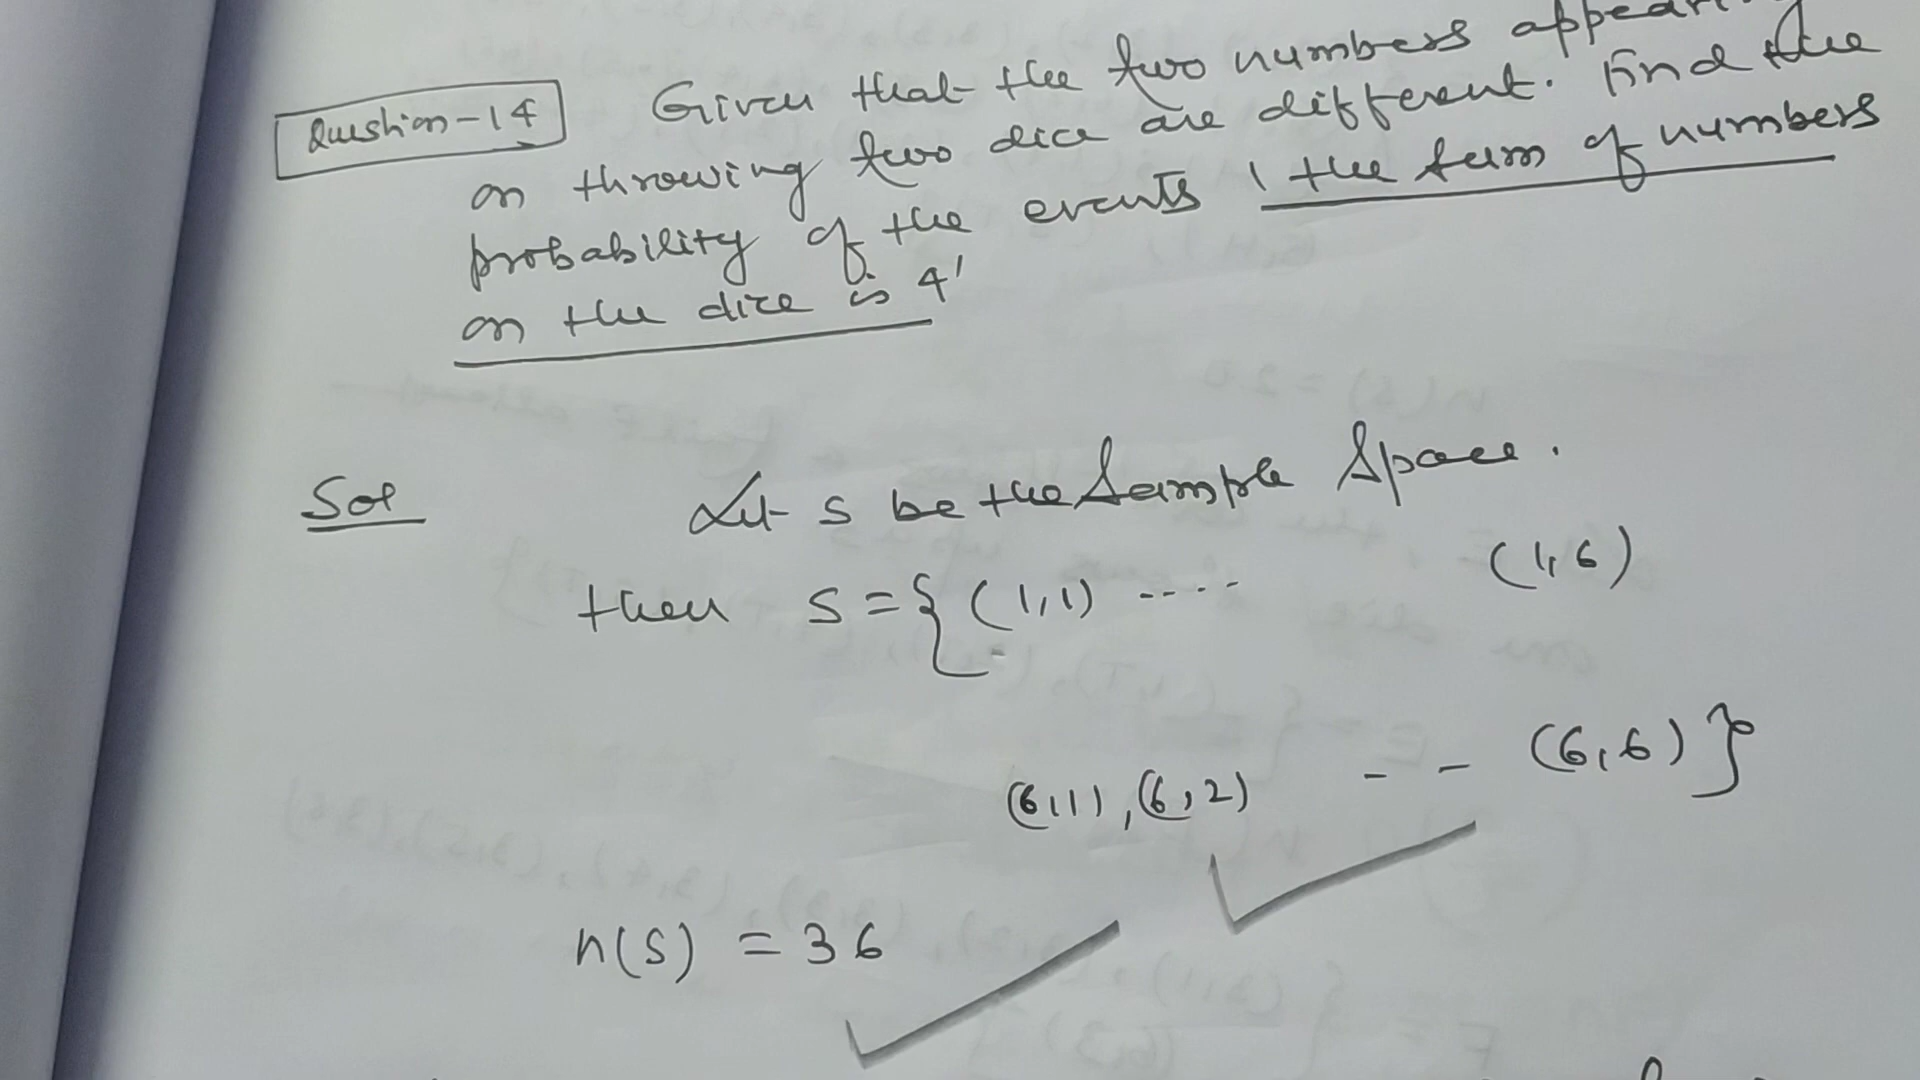 Question-14 Given that the two numbers appearing
on throwing two dice are different. Find the
probability of the events 'the sum of numbers
on the dice is 4'
Sol Let S be the Sample Space.
then S={(1,1) ---- (1,6)
(6,1),(6,2) - - (6,6)}
n(S) = 36